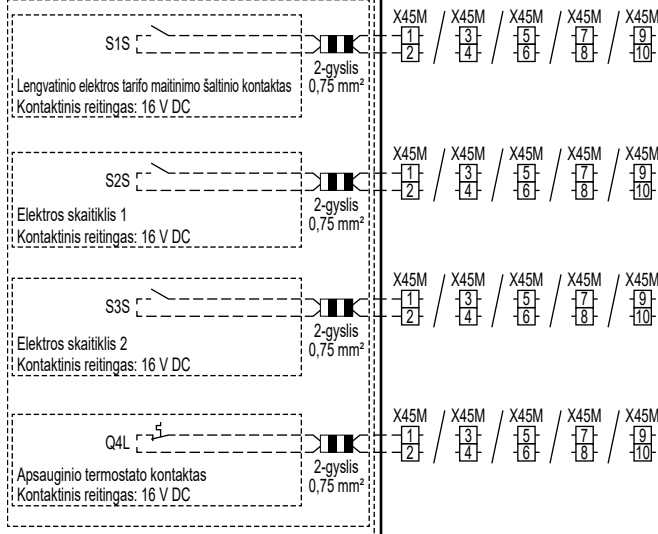 X45M X45M X45M X45M X45M
S1S 1 / 3 / 5 / 7 / 9
2 4 6 8 10
2-gyslis
Lengvatinio elektros tarifo maitinimo šaltinio kontaktas 0,75 mm²
Kontaktinis reitingas: 16 V DC
X45M X45M X45M X45M X45M
S2S 1 / 3 / 5 / 7 / 9
2 4 6 8 10
2-gyslis
Elektros skaitiklis 1 0,75 mm²
Kontaktinis reitingas: 16 V DC
X45M X45M X45M X45M X45M
S3S 1 / 3 / 5 / 7 / 9
2 4 6 8 10
2-gyslis
Elektros skaitiklis 2 0,75 mm²
Kontaktinis reitingas: 16 V DC
X45M X45M X45M X45M X45M
Q4L 1 / 3 / 5 / 7 / 9
2 4 6 8 10
2-gyslis
Apsauginio termostato kontaktas 0,75 mm²
Kontaktinis reitingas: 16 V DC